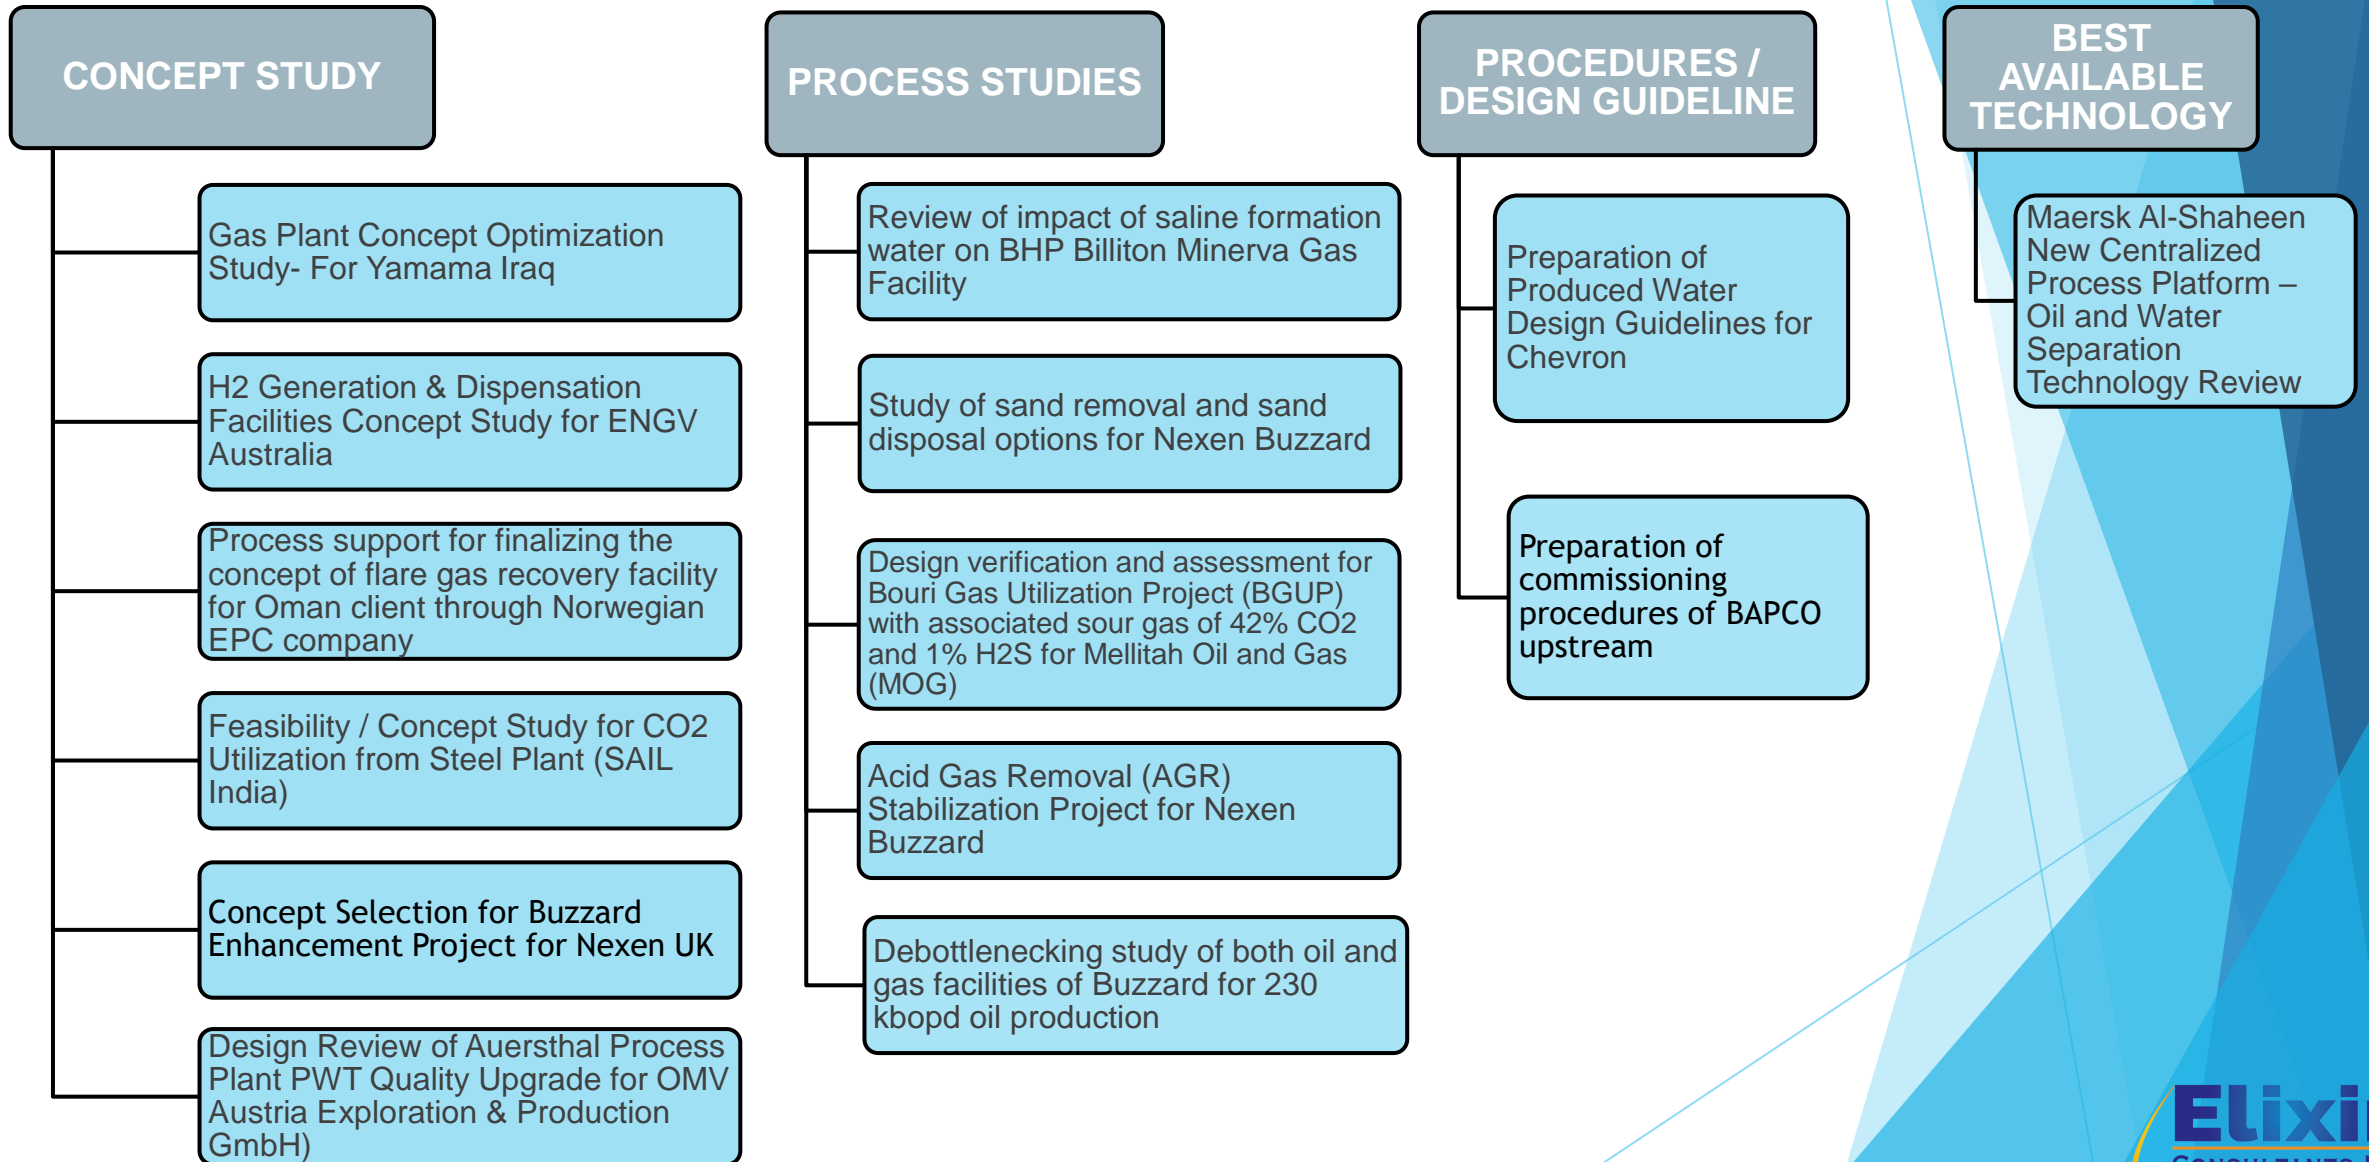 CONCEPT STUDY
Gas Plant Concept Optimization
Study- For Yamama Iraq
H2 Generation & Dispensation
Facilities Concept Study for ENGV
Australia
Process support for finalizing the
concept of flare gas recovery facility
for Oman client through Norwegian
EPC company
Feasibility / Concept Study for CO2
Utilization from Steel Plant (SAIL
India)
Concept Selection for Buzzard
Enhancement Project for Nexen UK
Design Review of Auersthal Process
Plant PWT Quality Upgrade for OMV
Austria Exploration & Production
GmbH)
PROCESS STUDIES
Review of impact of saline formation
water on BHP Billiton Minerva Gas
Facility
Study of sand removal and sand
disposal options for Nexen Buzzard
Design verification and assessment for
Bouri Gas Utilization Project (BGUP)
with associated sour gas of 42% CO2
and 1% H2S for Mellitah Oil and Gas
(MOG)
Acid Gas Removal (AGR)
Stabilization Project for Nexen
Buzzard
Debottlenecking study of both oil and
gas facilities of Buzzard for 230
kbopd oil production
PROCEDURES /
DESIGN GUIDELINE
Preparation of
Produced Water
Design Guidelines for
Chevron
Preparation of
commissioning
procedures of BAPCO
upstream
BEST
AVAILABLE
TECHNOLOGY
Maersk Al-Shaheen
New Centralized
Process Platform –
Oil and Water
Separation
Technology Review